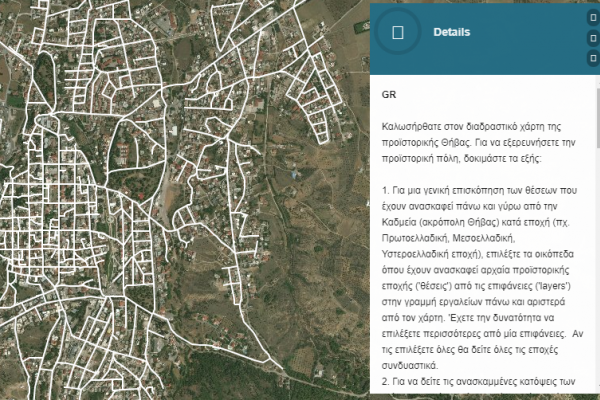 Details
GR
Καλωσήρθατε στον διαδραστικό χάρτη της
προϊστορικής Θήβας. Για να εξερευνήσετε την
προϊστορική πόλη, δοκιμάστε τα εξής:
1. Για μια γενική επισκόπηση των θέσεων που
έχουν ανασκαφεί πάνω και γύρω από την
Καδμεία (ακρόπολη Θήβας) κατά εποχή (πχ.
Πρωτοελλαδική, Μεσοελλαδική,
Υστεροελλαδική εποχή), επιλέξτε τα οικόπεδα
όπου έχουν ανασκαφεί αρχαία προϊστορικής
εποχής ('θέσεις') από τις επιφάνειες ('layers')
στην γραμμή εργαλείων πάνω και αριστερά
από τον χάρτη. Έχετε την δυνατότητα να
επιλέξετε περισσότερες από μία επιφάνειες. Αν
τις επιλέξετε όλες θα δείτε όλες τις εποχές
συνδυαστικά.
2. Για να δείτε τις ανασκαμμένες κατόψεις των